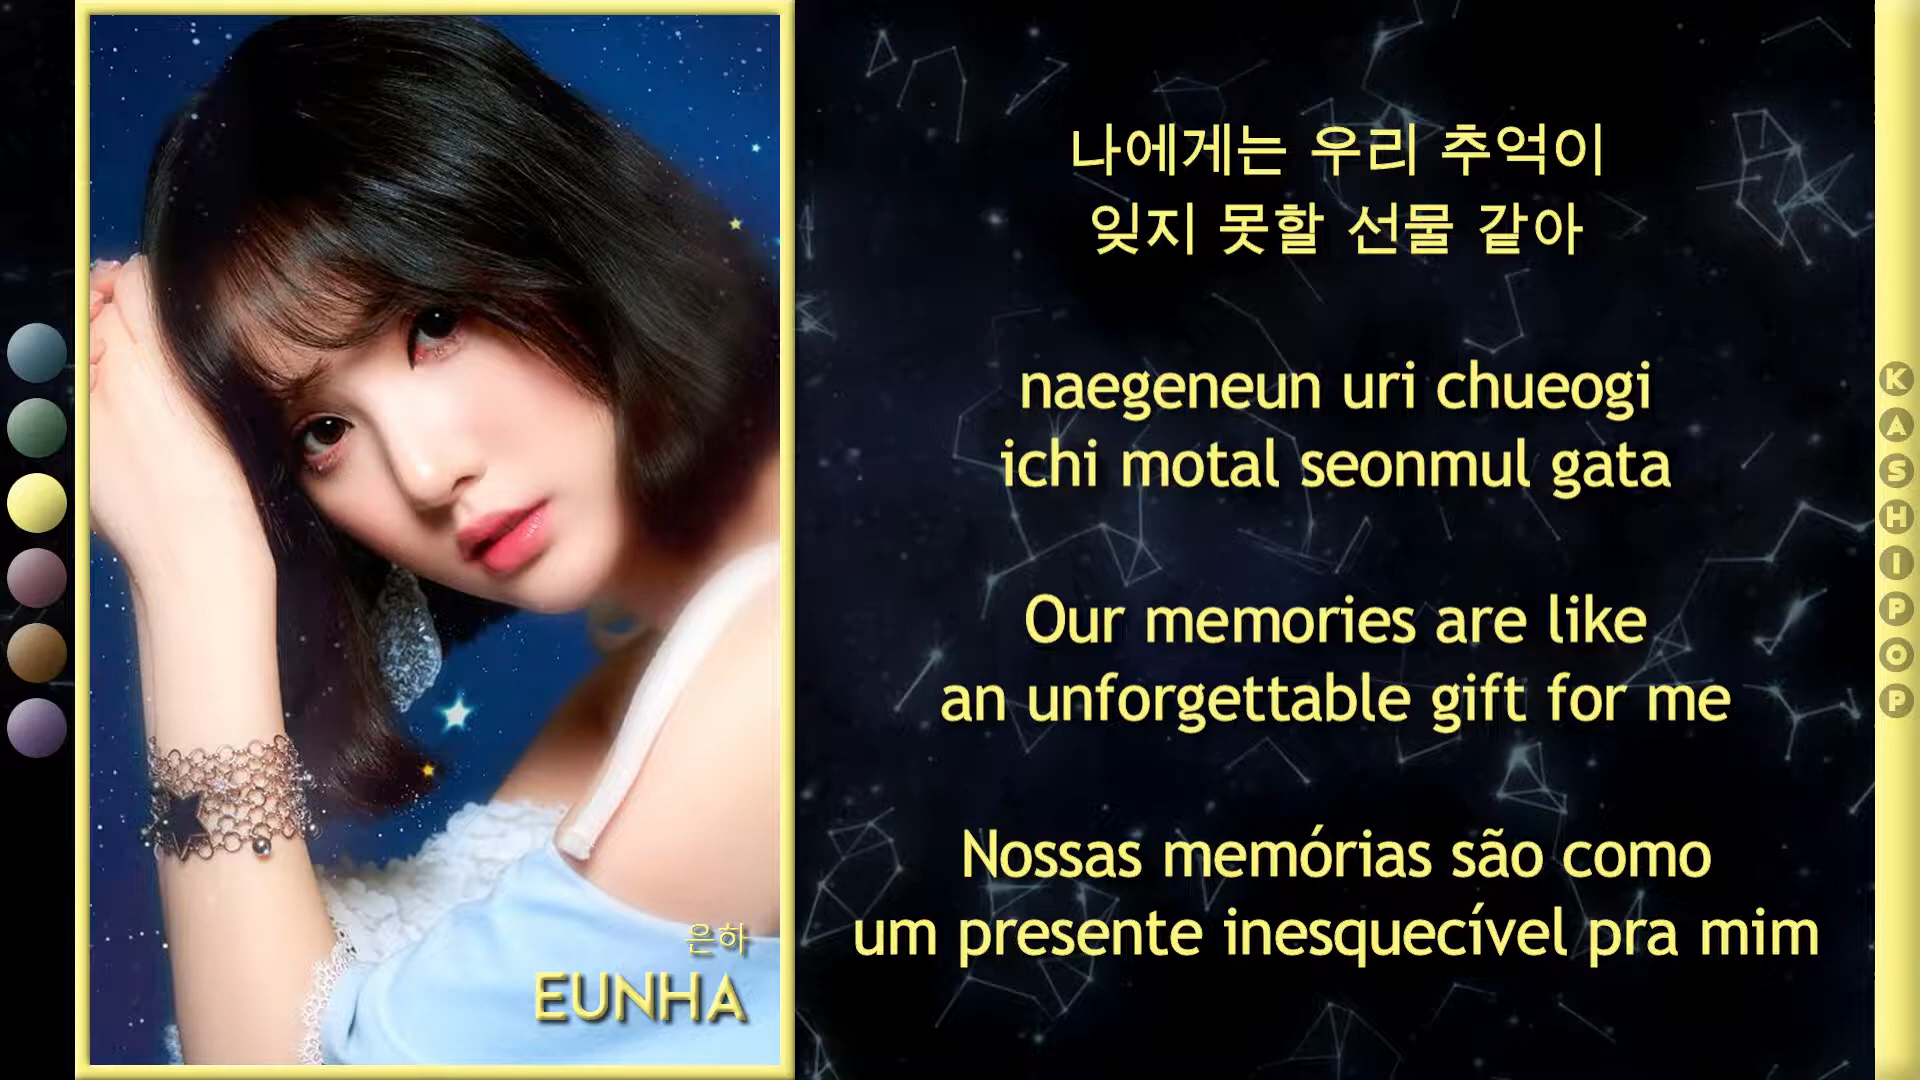 은하
EUNHA
나에게는 우리 추억이
잊지 못할 선물 같아
naegeneun uri chueogi
ichi motal seonmul gata
Our memories are like
an unforgettable gift for me
Nossas memórias são como
um presente inesquecível pra mim
KASHIPOP